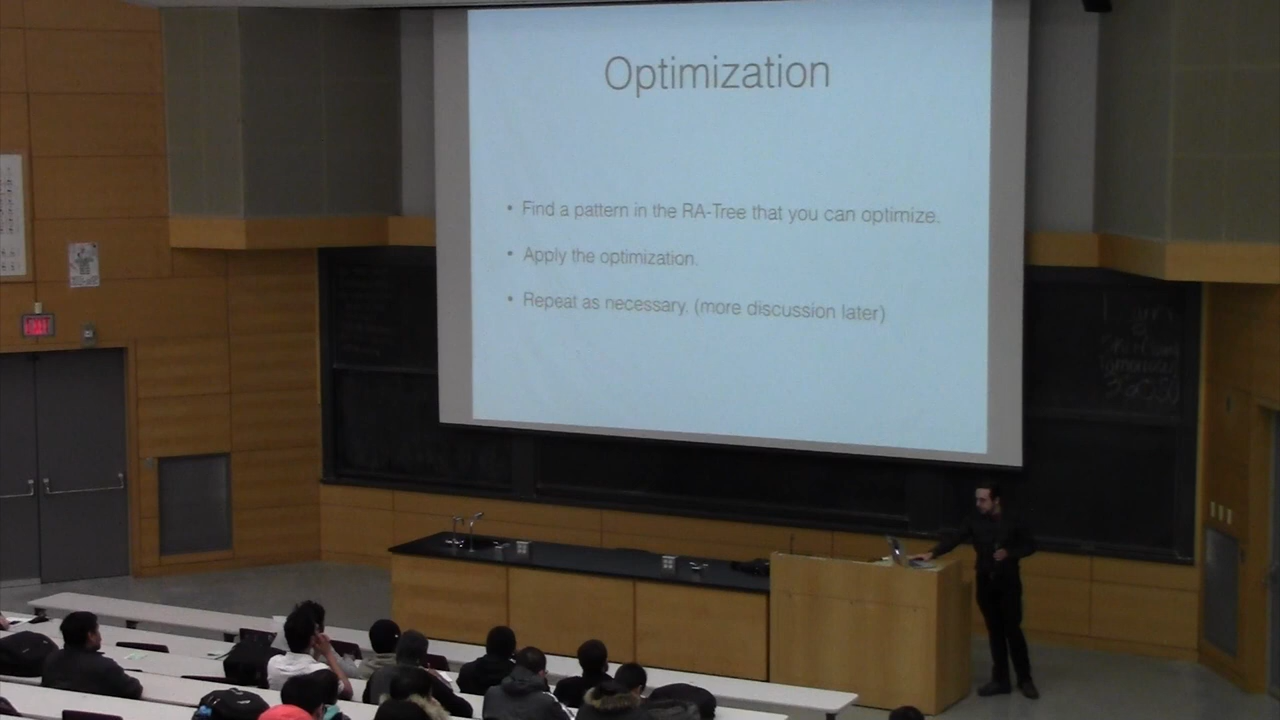 Optimization
• Find a pattern in the RA-Tree that you can optimize.
• Apply the optimization.
• Repeat as necessary. (more discussion later)